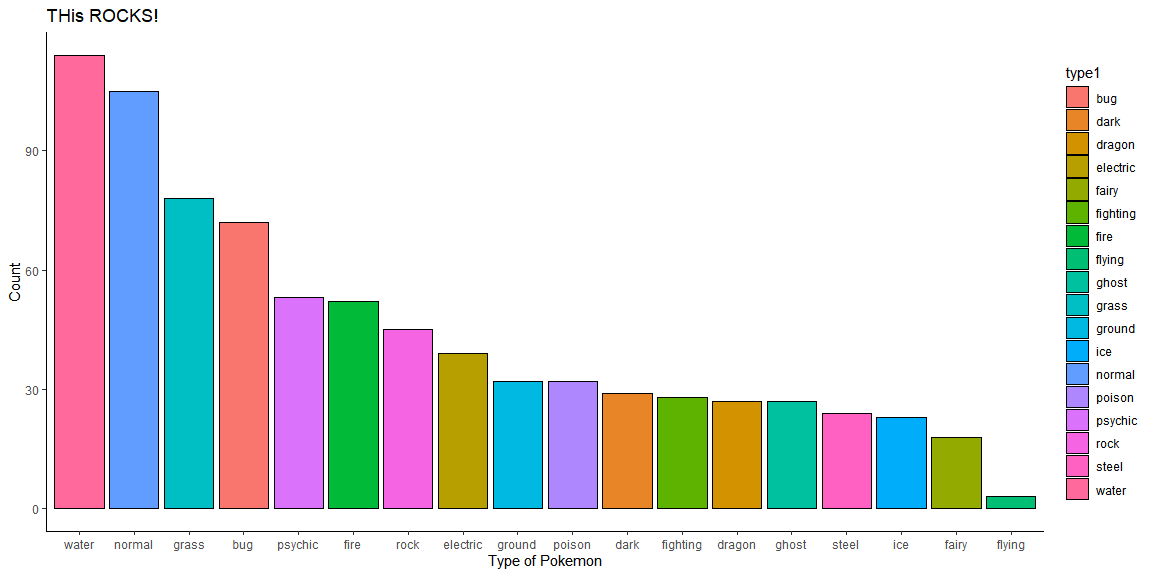 THis ROCKS!
Count
90
60
30
0
water normal grass bug psychic fire rock electric ground poison dark fighting dragon ghost steel ice fairy flying
Type of Pokemon
type1
bug
dark
dragon
electric
fairy
fighting
fire
flying
ghost
grass
ground
ice
normal
poison
psychic
rock
steel
water